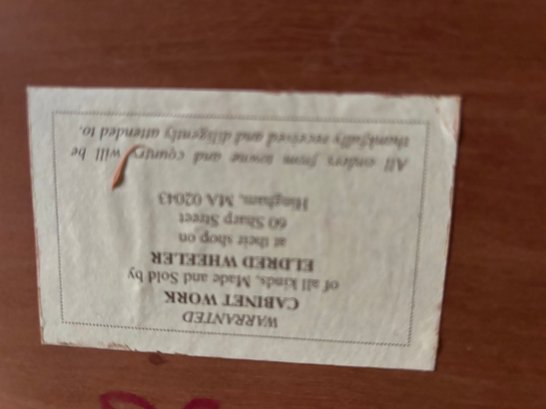 WARRANTED
CABINET WORK
of all kinds, Made and Sold by
ELDRED WHEELER
at their shop on
60 Sharp Street
Hingham, MA 02043
All orders from towne and country will be
thankfully received and diligently attended to.